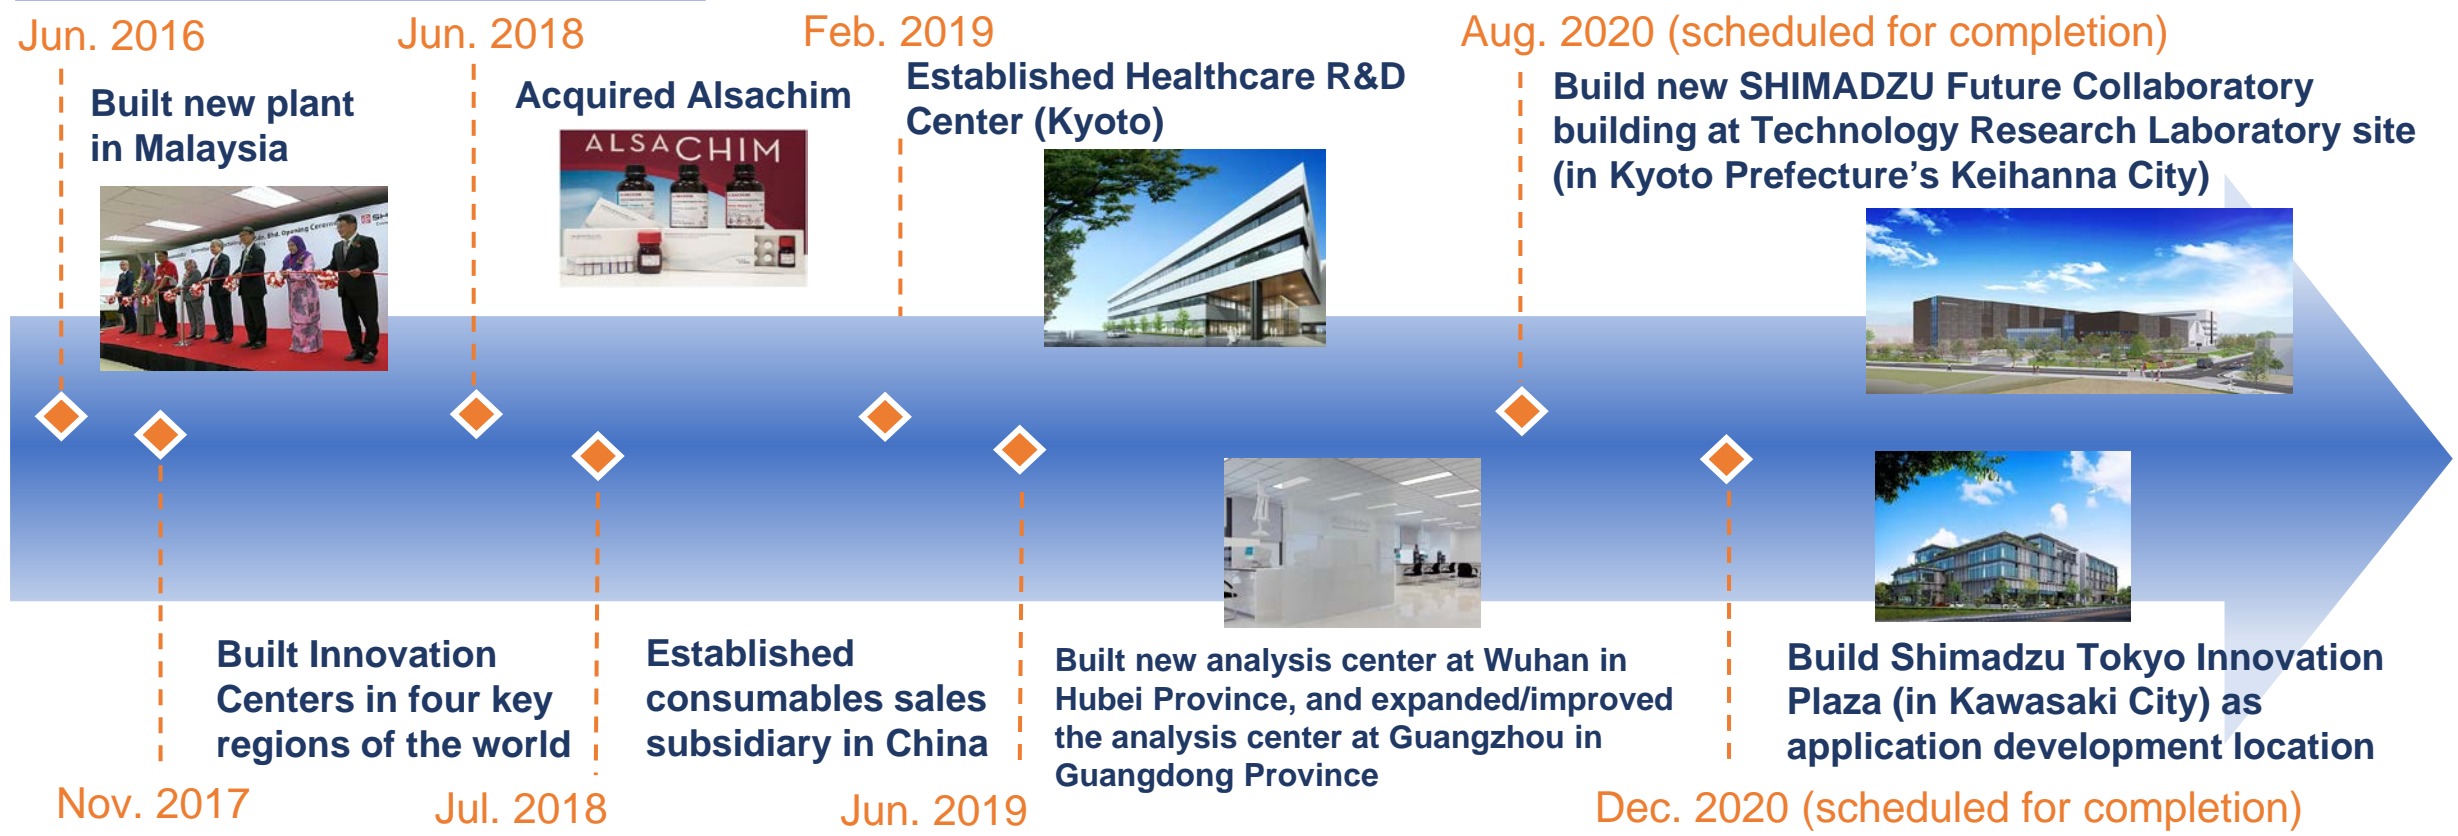 Jun. 2016
Built new plant
in Malaysia
Opening Ceremony
Jun. 2018
Acquired Alsachim
ALSACHIM
Feb. 2019
Established Healthcare R&D
Center (Kyoto)
Aug. 2020 (scheduled for completion)
Build new SHIMADZU Future Collaboratory
building at Technology Research Laboratory site
(in Kyoto Prefecture’s Keihanna City)
Built Innovation
Centers in four key
regions of the world
Nov. 2017
Established
consumables sales
subsidiary in China
Jul. 2018
Built new analysis center at Wuhan in
Hubei Province, and expanded/improved
the analysis center at Guangzhou in
Guangdong Province
Jun. 2019
Build Shimadzu Tokyo Innovation
Plaza (in Kawasaki City) as
application development location
Dec. 2020 (scheduled for completion)